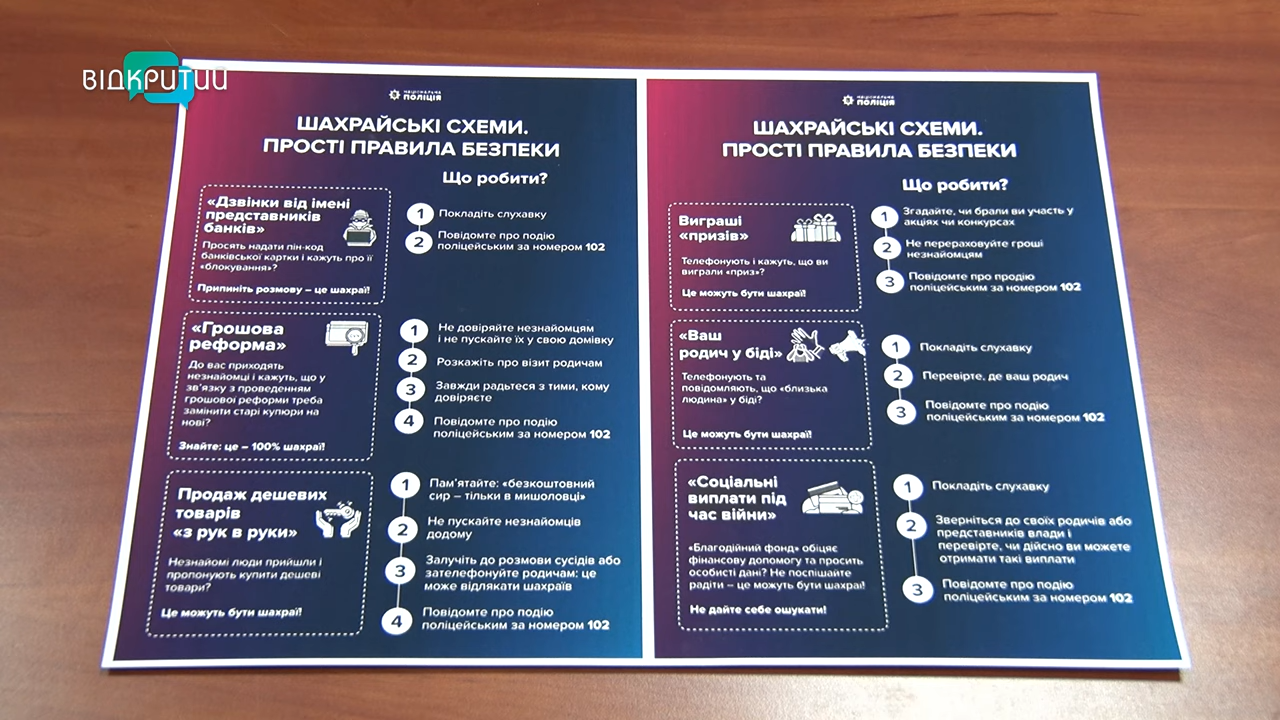 ВІДКРИТИЙ
НАЦІОНАЛЬНА
ПОЛІЦІЯ
ШАХРАЙСЬКІ СХЕМИ.
ПРОСТІ ПРАВИЛА БЕЗПЕКИ
Що робити?
«Дзвінки від імені
представників
банків»
Просять надати пін-код
банківської картки і кажуть про її
«блокування»?
Припиніть розмову – це шахраї!
1 Покладіть слухавку
2 Повідомте про подію
поліцейським за номером 102
«Грошова
реформа»
До вас приходять
незнайомці і кажуть, що у
зв'язку з проведенням
грошової реформи треба
замінити старі купюри на
нові?
Знайте: це – 100% шахраї!
1 Не довіряйте незнайомцям
і не пускайте їх у свою домівку
2 Розкажіть про візит родичам
3 Завжди радьтеся з тими, кому
довіряєте
4 Повідомте про подію
поліцейським за номером 102
Продаж дешевих
товарів
«з рук в руки»
Незнайомі люди прийшли і
пропонують купити дешеві
товари?
Це можуть бути шахраї!
1 Пам'ятайте: «безкоштовний
сир – тільки в мишоловці»
2 Не пускайте незнайомців
додому
3 Залучіть до розмови сусідів або
зателефонуйте родичам: це
може відлякати шахраїв
4 Повідомте про подію
поліцейським за номером 102
НАЦІОНАЛЬНА
ПОЛІЦІЯ
ШАХРАЙСЬКІ СХЕМИ.
ПРОСТІ ПРАВИЛА БЕЗПЕКИ
Що робити?
Виграші
«призів»
Телефонують і кажуть, що ви
виграли «приз»?
Це можуть бути шахраї!
1 Згадайте, чи брали ви участь у
акціях чи конкурсах
2 Не перераховуйте гроші
незнайомцям
3 Повідомте про продію
поліцейським за номером 102
«Ваш
родич у біді»
Телефонують та
повідомляють, що «близька
людина» у біді?
Це можуть бути шахраї!
1 Покладіть слухавку
2 Перевірте, де ваш родич
3 Повідомте про подію
поліцейським за номером 102
«Соціальні
виплати під
час війни»
«Благодійний фонд» обіцяє
фінансову допомогу та просить
особисті дані? Не поспішайте
радіти – це можуть бути шахраї!
Не дайте себе ошукати!
1 Покладіть слухавку
2 Зверніться до своїх родичів або
представників влади і
перевірте, чи дійсно ви можете
отримати такі виплати
3 Повідомте про подію
поліцейським за номером 102